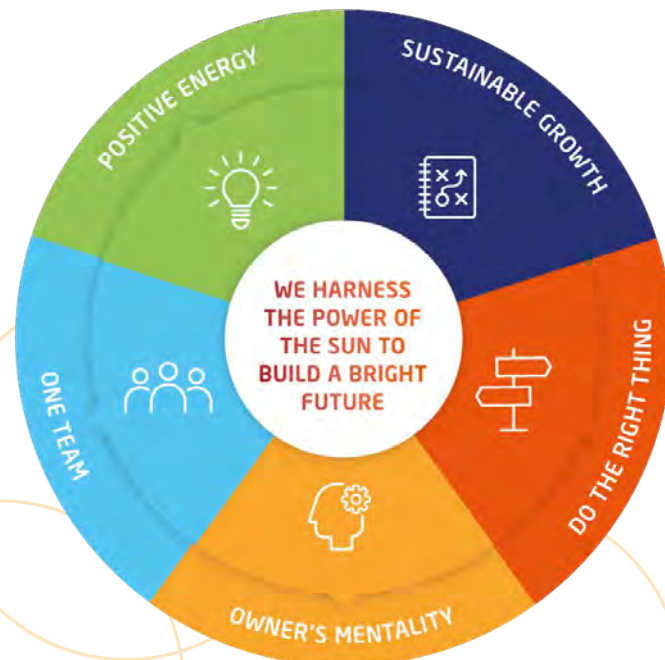 POSITIVE ENERGY
SUSTAINABLE GROWTH
WE HARNESS
THE POWER OF
THE SUN TO
BUILD A BRIGHT
FUTURE
ONE TEAM
DO THE RIGHT THING
OWNER'S MENTALITY